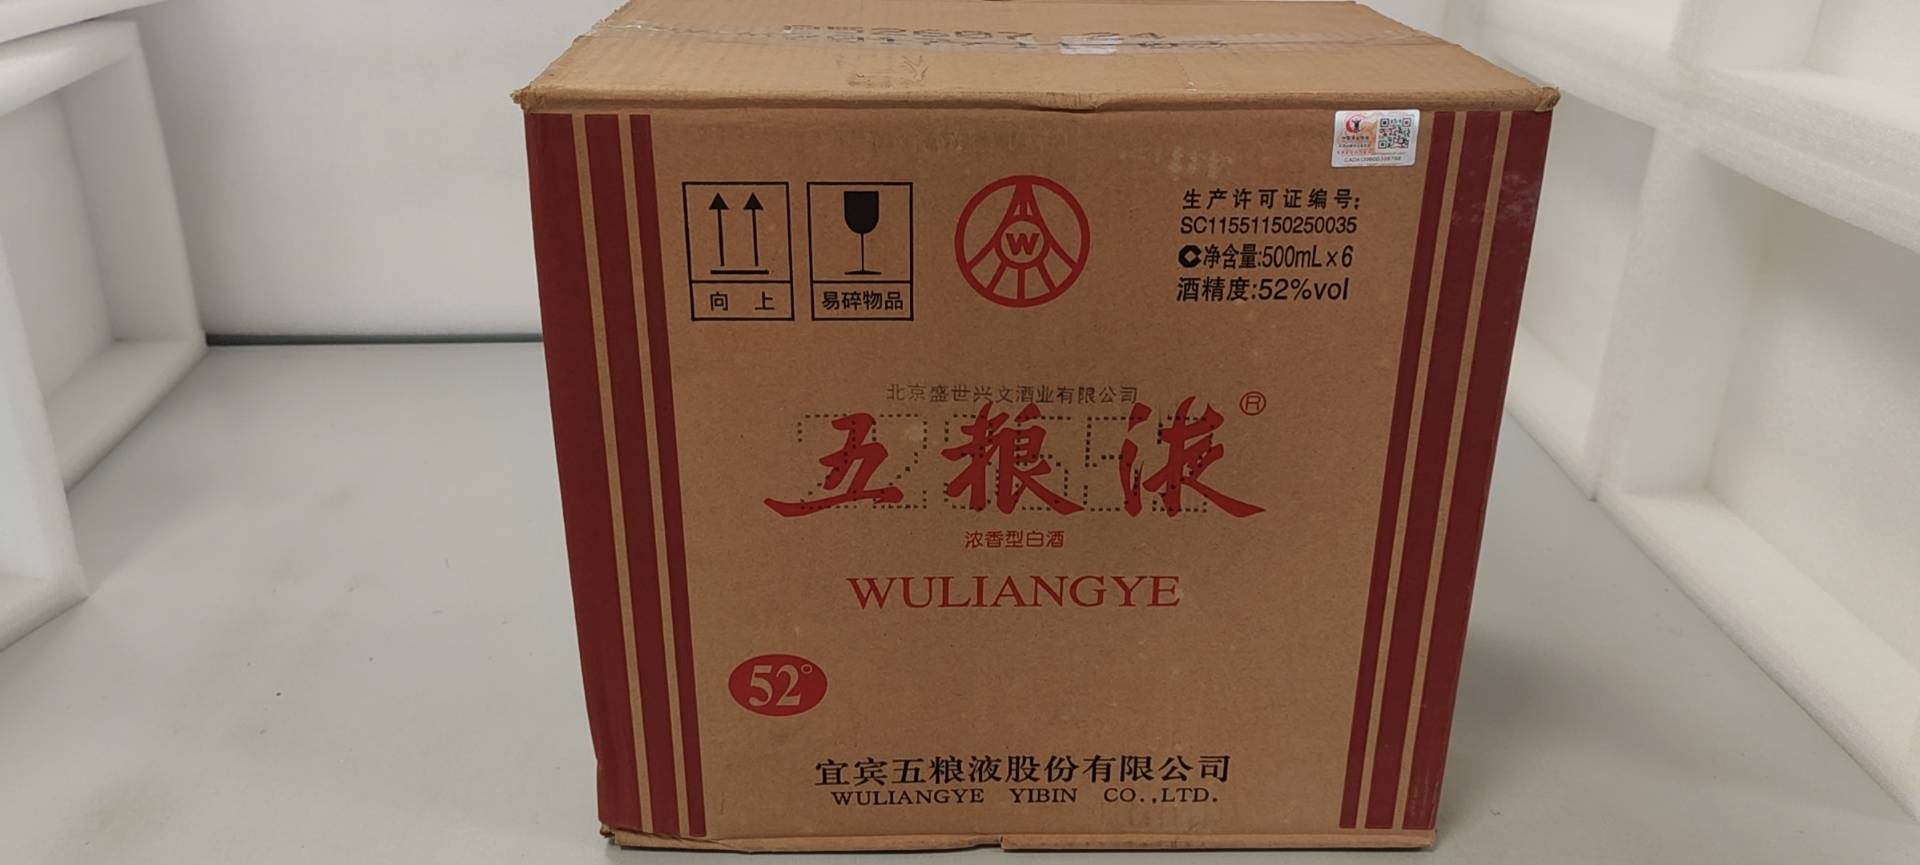 向 上
易碎物品
W
生产许可证编号:
SC11551150250035
C净含量:500mL×6
酒精度:52%vol
北京盛世兴文酒业有限公司
五粮液®
浓香型白酒
WULIANGYE
52°
宜宾五粮液股份有限公司
WULIANGYE YIBIN CO.,LTD.